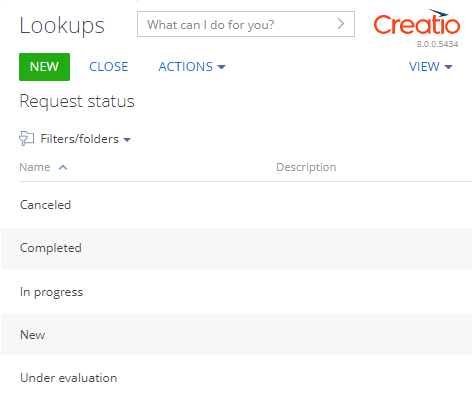 Lookups
What can I do for you?
Creatio
8.0.0.5434
NEW CLOSE ACTIONS VIEW
Request status
Filters/folders
Name Description
Canceled
Completed
In progress
New
Under evaluation